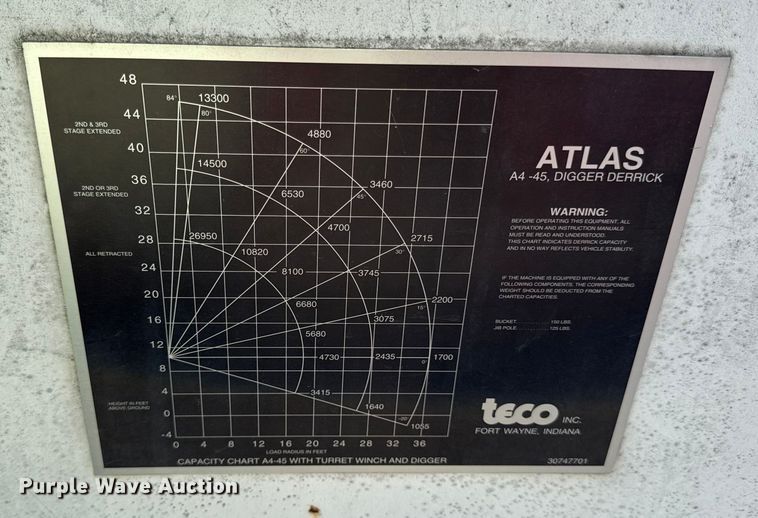 48
84° 13300
80°
44
2ND & 3RD
STAGE EXTENDED
4880
60°
40
14500
36
2ND OR 3RD
STAGE EXTENDED
6530
3460
45°
32
4700
28
26950
2715
30°
ALL RETRACTED
10820
24
8100
3745
20
6680
2200
15°
16
3075
5680
12
4730 2435 0° 1700
8
4
3415
HEIGHT IN FEET
ABOVE GROUND
0
1640
-20°
1055
-4
0 4 8 12 16 20 24 28 32 36
LOAD RADIUS IN FEET
CAPACITY CHART A4-45 WITH TURRET WINCH AND DIGGER
ATLAS
A4 -45, DIGGER DERRICK
WARNING:
BEFORE OPERATING THIS EQUIPMENT, ALL
OPERATION AND INSTRUCTION MANUALS
MUST BE READ AND UNDERSTOOD.
THIS CHART INDICATES DERRICK CAPACITY
AND IN NO WAY REFLECTS VEHICLE STABILITY.
IF THE MACHINE IS EQUIPPED WITH ANY OF THE
FOLLOWING COMPONENTS, THE CORRESPONDING
WEIGHT SHOULD BE DEDUCTED FROM THE
CHARTED CAPACITIES.
BUCKET..............150 LBS.
JIB POLE..............125 LBS.
teco INC.
FORT WAYNE, INDIANA
30747701
Purple Wave Auction